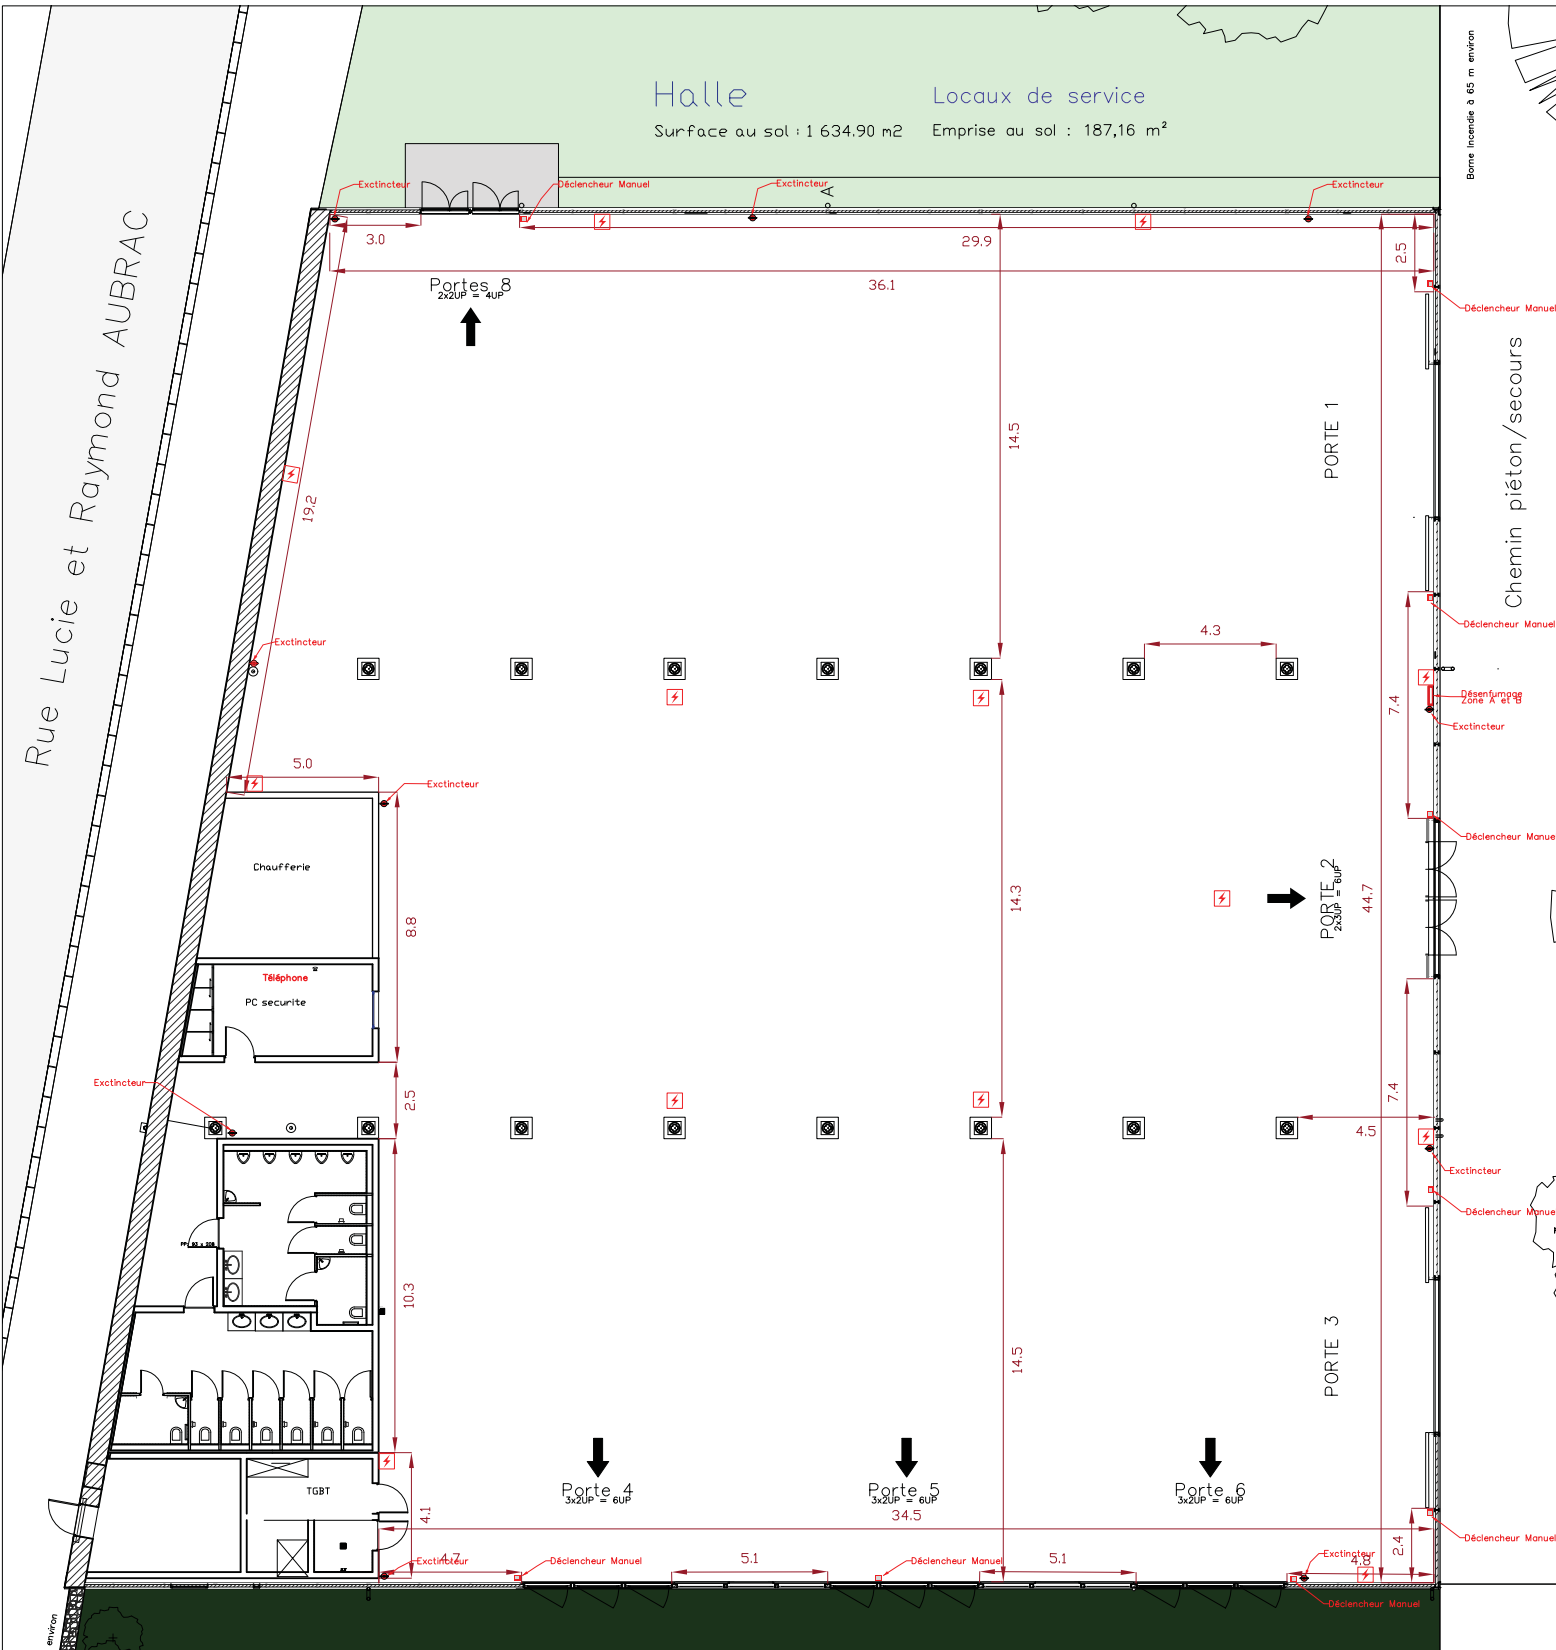 Halle
Surface au sol : 1 634.90 m2
Locaux de service
Emprise au sol : 187,16 m²
Borne Incendie à 65 m environ
Exctincteur
Déclencheur Manuel
Exctincteur
A
Exctincteur
3.0
29.9
2.5
36.1
Portes 8
2x2UP = 4UP
Déclencheur Manuel
Rue Lucie et Raymond AUBRAC
19.2
14.5
PORTE 1
Chemin piéton/secours
Exctincteur
4.3
Déclencheur Manuel
7.4
Désenfumage
Zone A et B
Exctincteur
5.0
Exctincteur
Chaufferie
8.8
14.3
PORTE 2
2x3UP = 6UP
44.7
Déclencheur Manue
Téléphone
PC securite
Exctincteur
2.5
7.4
4.5
Exctincteur
Déclencheur Manue
10.3
14.5
PORTE 3
TGBT
4.1
Porte 4
3x2UP = 6UP
Porte 5
3x2UP = 6UP
Porte 6
3x2UP = 6UP
34.5
2.4
Déclencheur Manuel
Exctincteur
4.7
Déclencheur Manuel
5.1
Déclencheur Manuel
5.1
Exctincteur
4.8
Déclencheur Manuel
environ